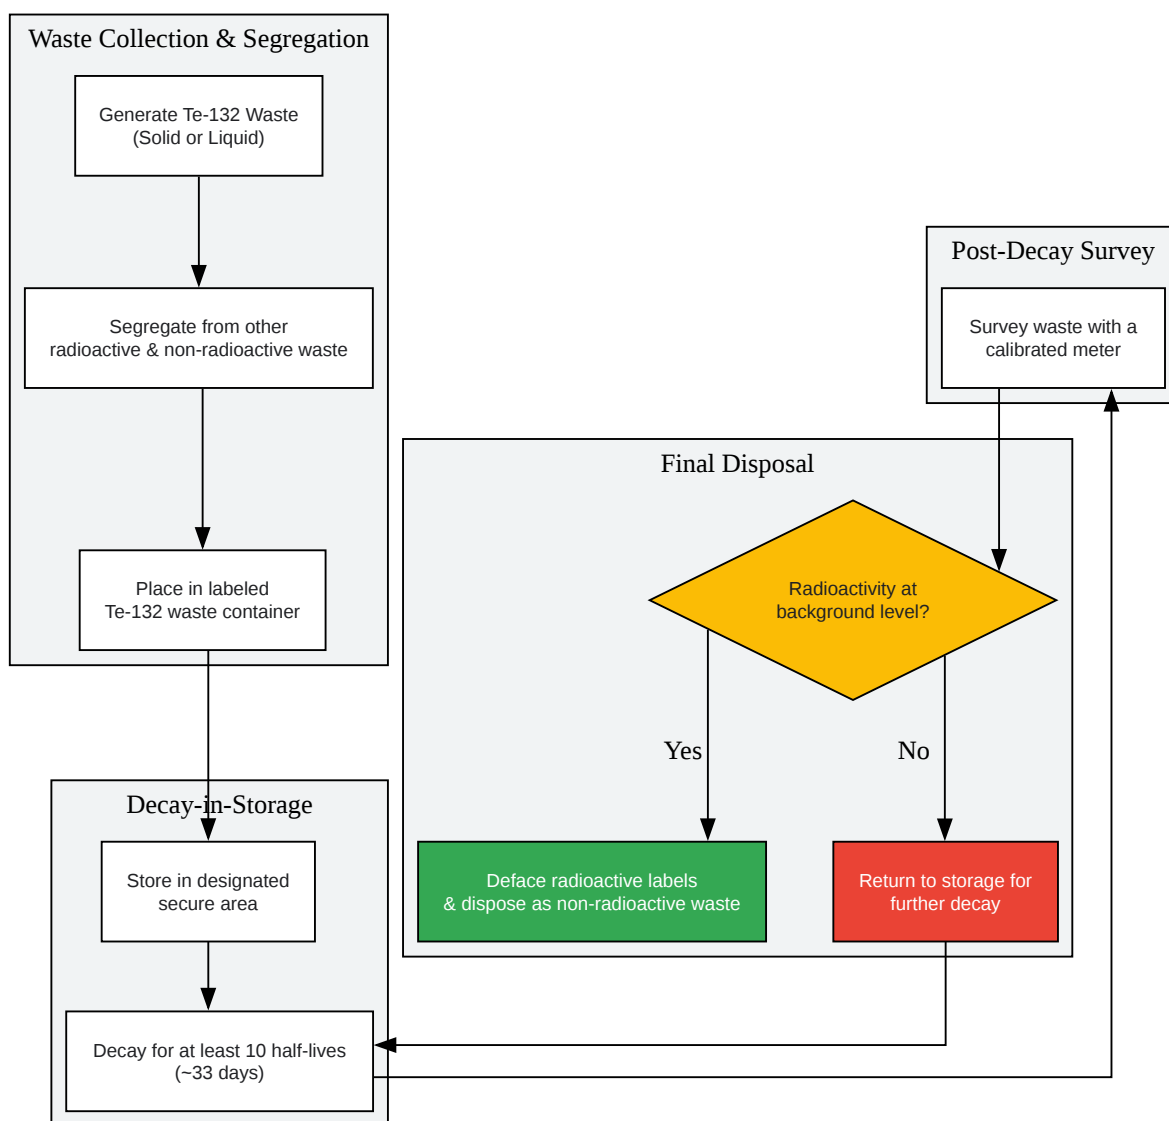 Waste Collection & Segregation
Generate Te-132 Waste
(Solid or Liquid)
Segregate from other
radioactive & non-radioactive waste
Place in labeled
Te-132 waste container
Decay-in-Storage
Store in designated
secure area
Decay for at least 10 half-lives
(~33 days)
Post-Decay Survey
Survey waste with a
calibrated meter
Final Disposal
Radioactivity at
background level?
Yes
No
Deface radioactive labels
& dispose as non-radioactive waste
Return to storage for
further decay